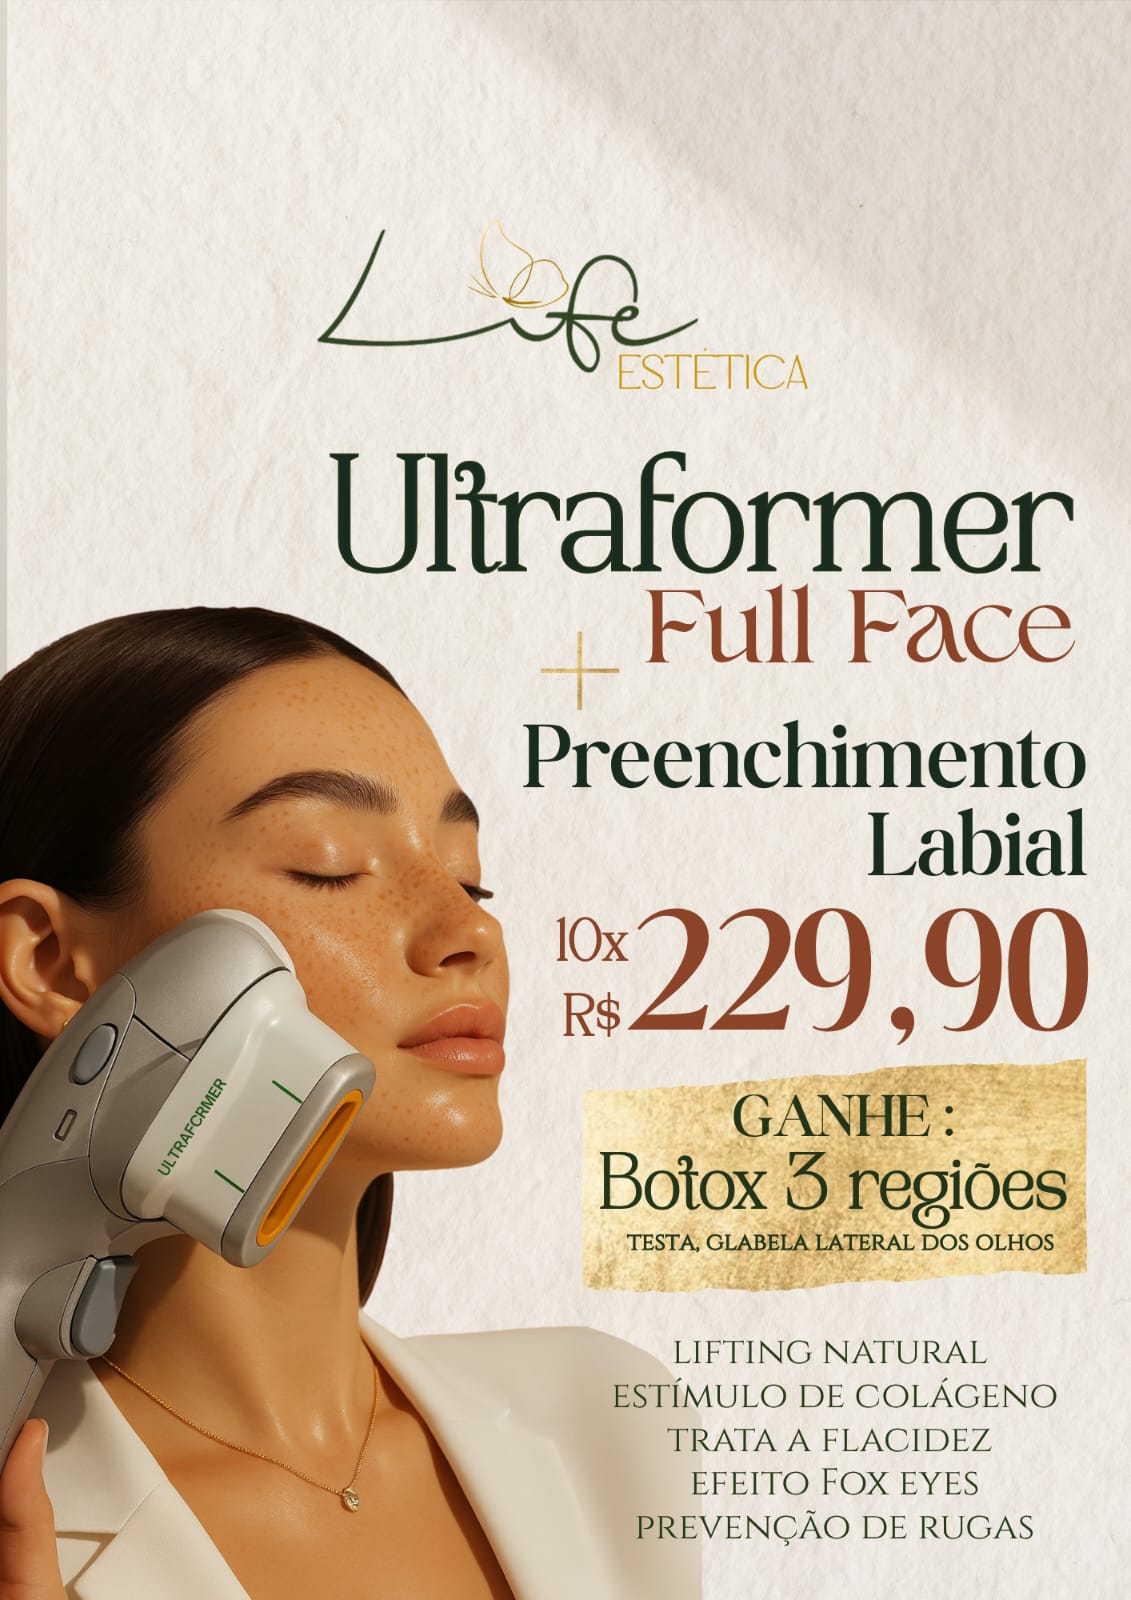 Life
ESTÉTICA
Ultraformer
Full Face
+
Preenchimento
Labial
10x
R$ 229,90
ULTRAFORMER
GANHE :
Botox 3 regiões
TESTA, GLABELA LATERAL DOS OLHOS
LIFTING NATURAL
ESTÍMULO DE COLÁGENO
TRATA A FLACIDEZ
EFEITO FOX EYES
PREVENÇÃO DE RUGAS